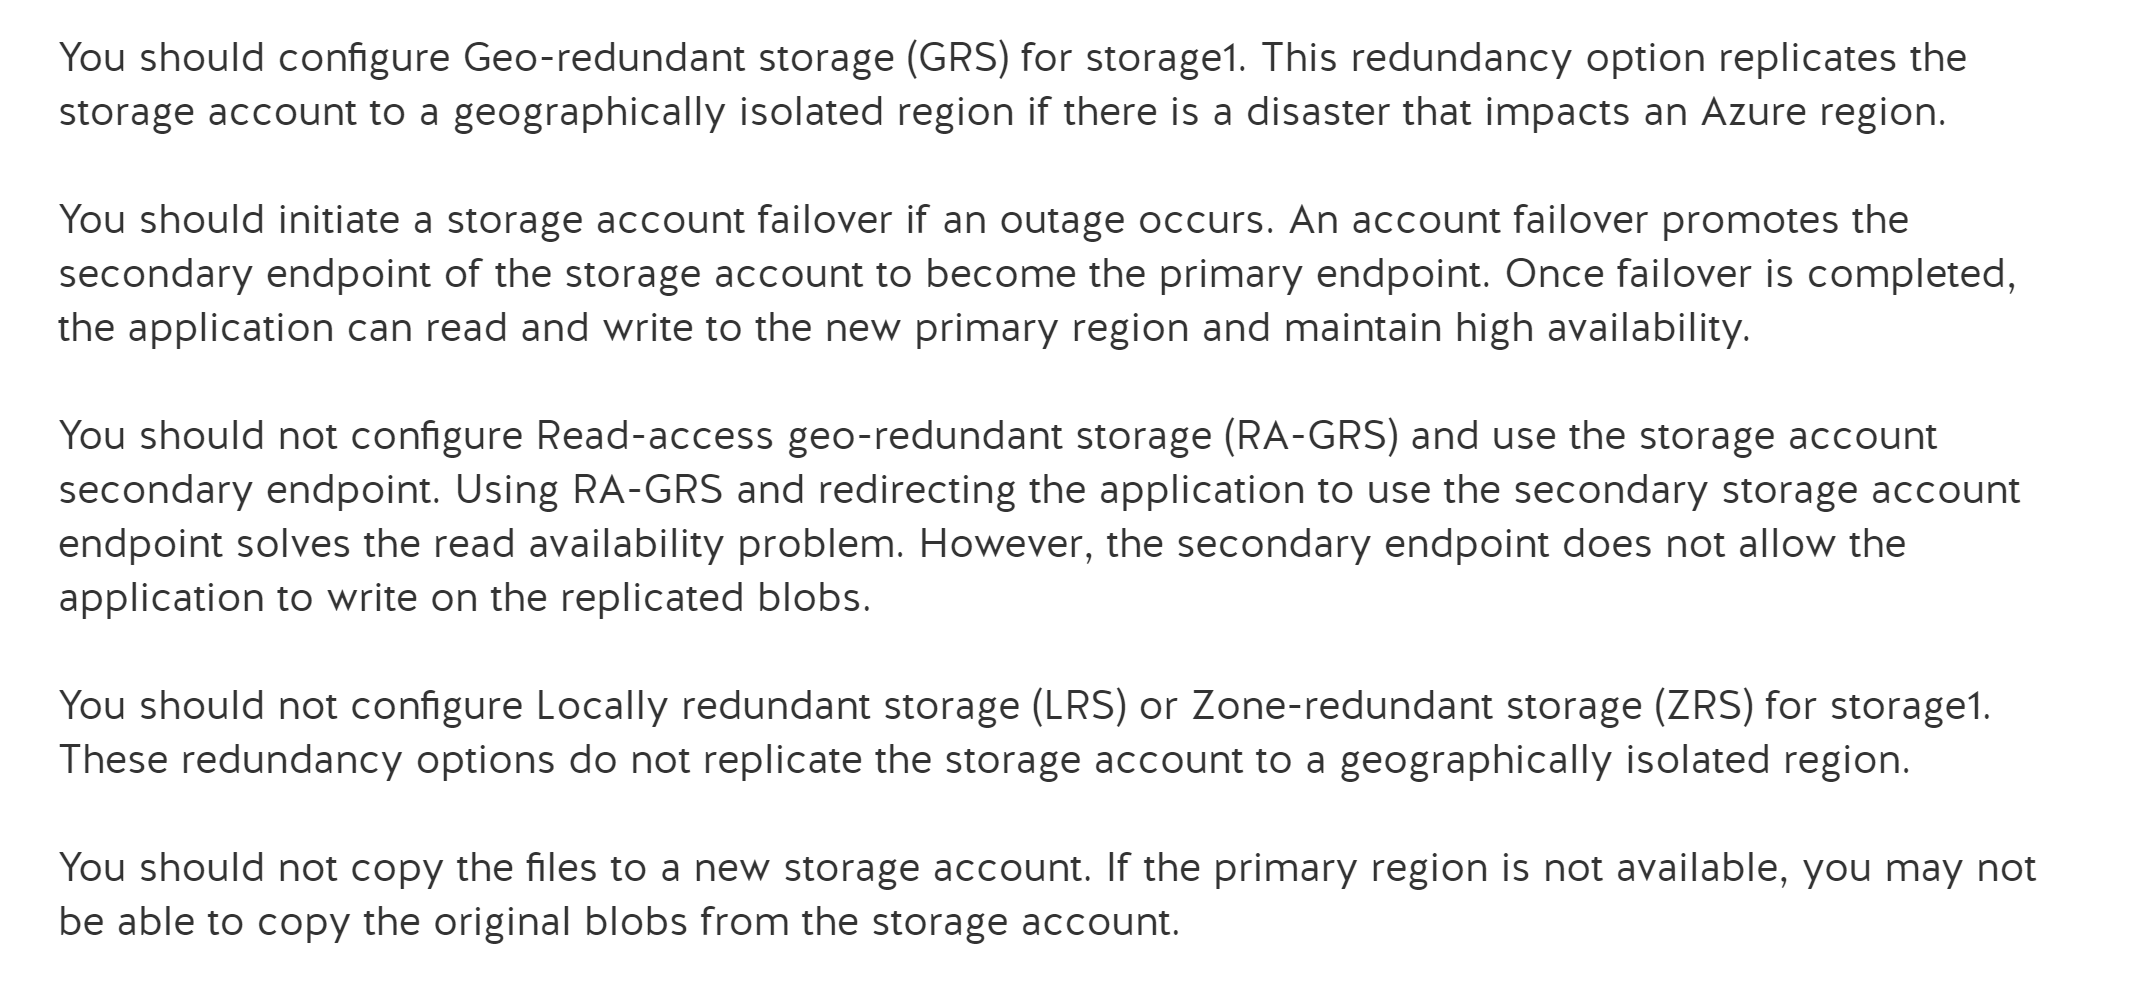 You should configure Geo-redundant storage (GRS) for storage1. This redundancy option replicates the
storage account to a geographically isolated region if there is a disaster that impacts an Azure region.
You should initiate a storage account failover if an outage occurs. An account failover promotes the
secondary endpoint of the storage account to become the primary endpoint. Once failover is completed,
the application can read and write to the new primary region and maintain high availability.
You should not configure Read-access geo-redundant storage (RA-GRS) and use the storage account
secondary endpoint. Using RA-GRS and redirecting the application to use the secondary storage account
endpoint solves the read availability problem. However, the secondary endpoint does not allow the
application to write on the replicated blobs.
You should not configure Locally redundant storage (LRS) or Zone-redundant storage (ZRS) for storage1.
These redundancy options do not replicate the storage account to a geographically isolated region.
You should not copy the files to a new storage account. If the primary region is not available, you may not
be able to copy the original blobs from the storage account.